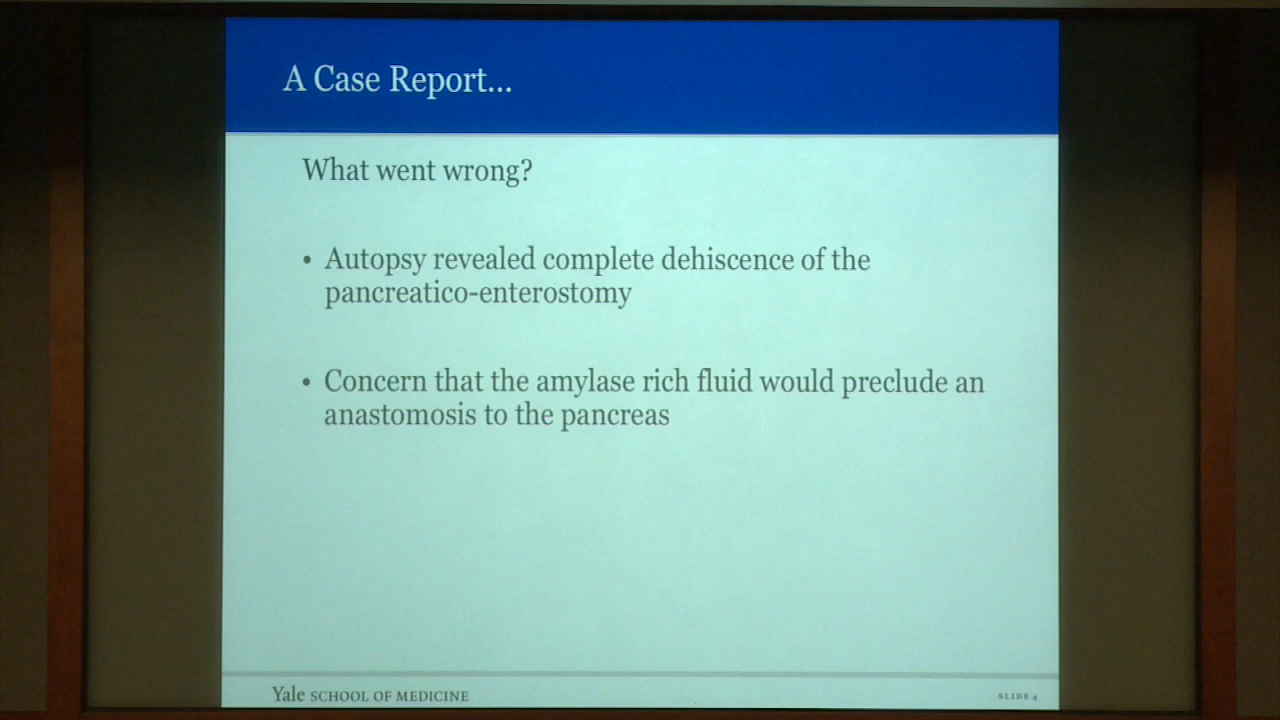 A Case Report...
What went wrong?
• Autopsy revealed complete dehiscence of the
pancreatico-enterostomy
• Concern that the amylase rich fluid would preclude an
anastomosis to the pancreas
Yale SCHOOL OF MEDICINE
SLIDE 4